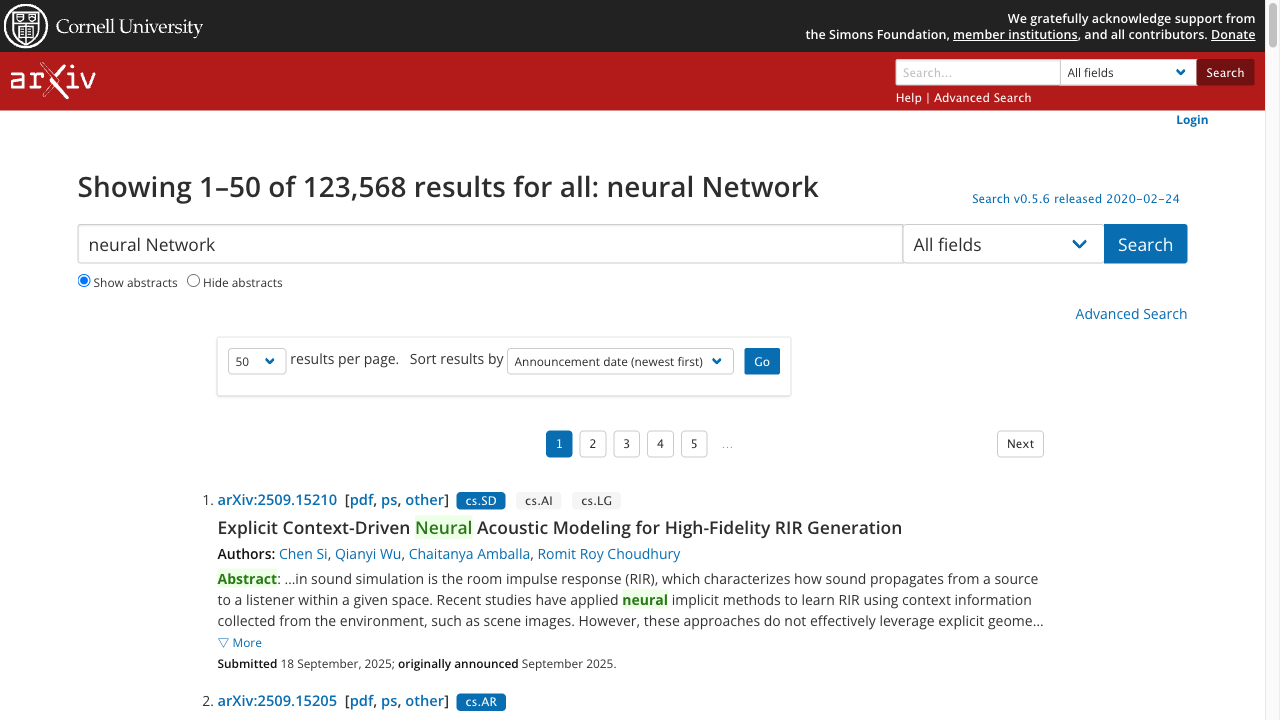 Cornell University
We gratefully acknowledge support from
the Simons Foundation, member institutions, and all contributors. Donate
arXiv
Search...
All fields
Search
Help | Advanced Search
Login
Showing 1–50 of 123,568 results for all: neural Network
Search v0.5.6 released 2020-02-24
neural Network
All fields
Search
Show abstracts Hide abstracts
Advanced Search
50 results per page. Sort results by Announcement date (newest first) Go
1 2 3 4 5 ... Next
1. arXiv:2509.15210 [pdf, ps, other] cs.SD cs.AI cs.LG
Explicit Context-Driven Neural Acoustic Modeling for High-Fidelity RIR Generation
Authors: Chen Si, Qianyi Wu, Chaitanya Amballa, Romit Roy Choudhury
Abstract: …in sound simulation is the room impulse response (RIR), which characterizes how sound propagates from a source
to a listener within a given space. Recent studies have applied neural implicit methods to learn RIR using context information
collected from the environment, such as scene images. However, these approaches do not effectively leverage explicit geome…
▽ More
Submitted 18 September, 2025; originally announced September 2025.
2. arXiv:2509.15205 [pdf, ps, other] cs.AR